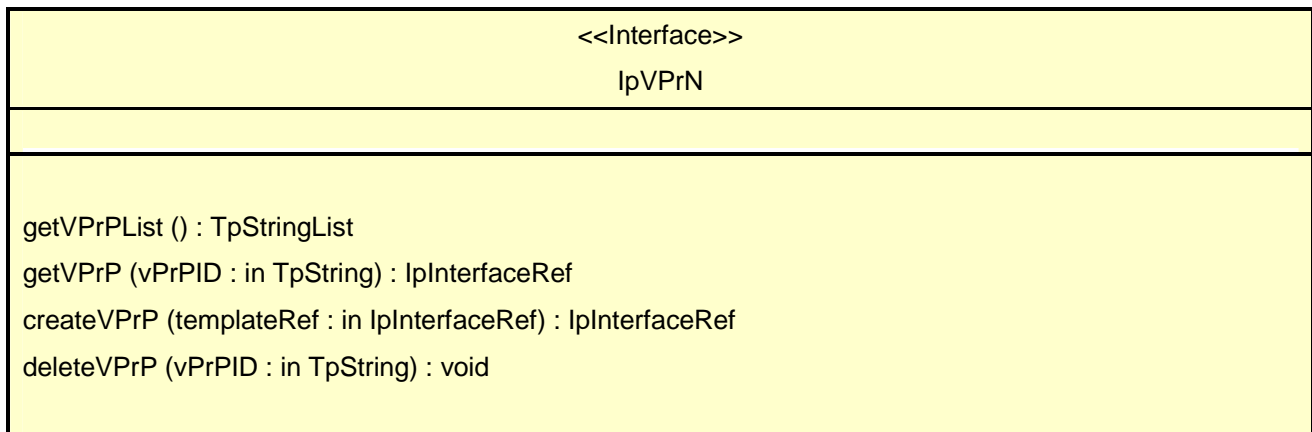 <<Interface>>
IpVPrN
getVPrPList () : TpStringList
getVPrP (vPrPID : in TpString) : IpInterfaceRef
createVPrP (templateRef : in IpInterfaceRef) : IpInterfaceRef
deleteVPrP (vPrPID : in TpString) : void